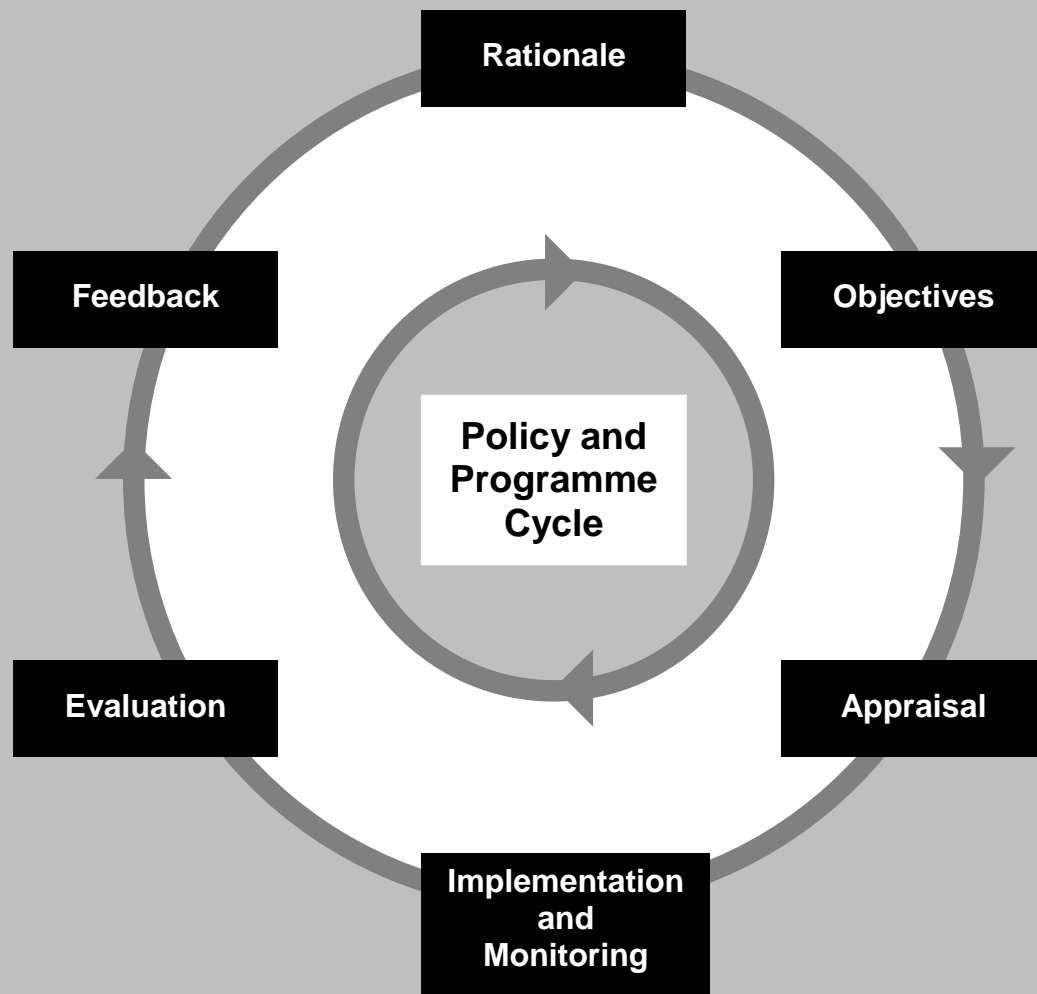 Rationale
Feedback
Objectives
Policy and
Programme
Cycle
Evaluation
Appraisal
Implementation
and
Monitoring